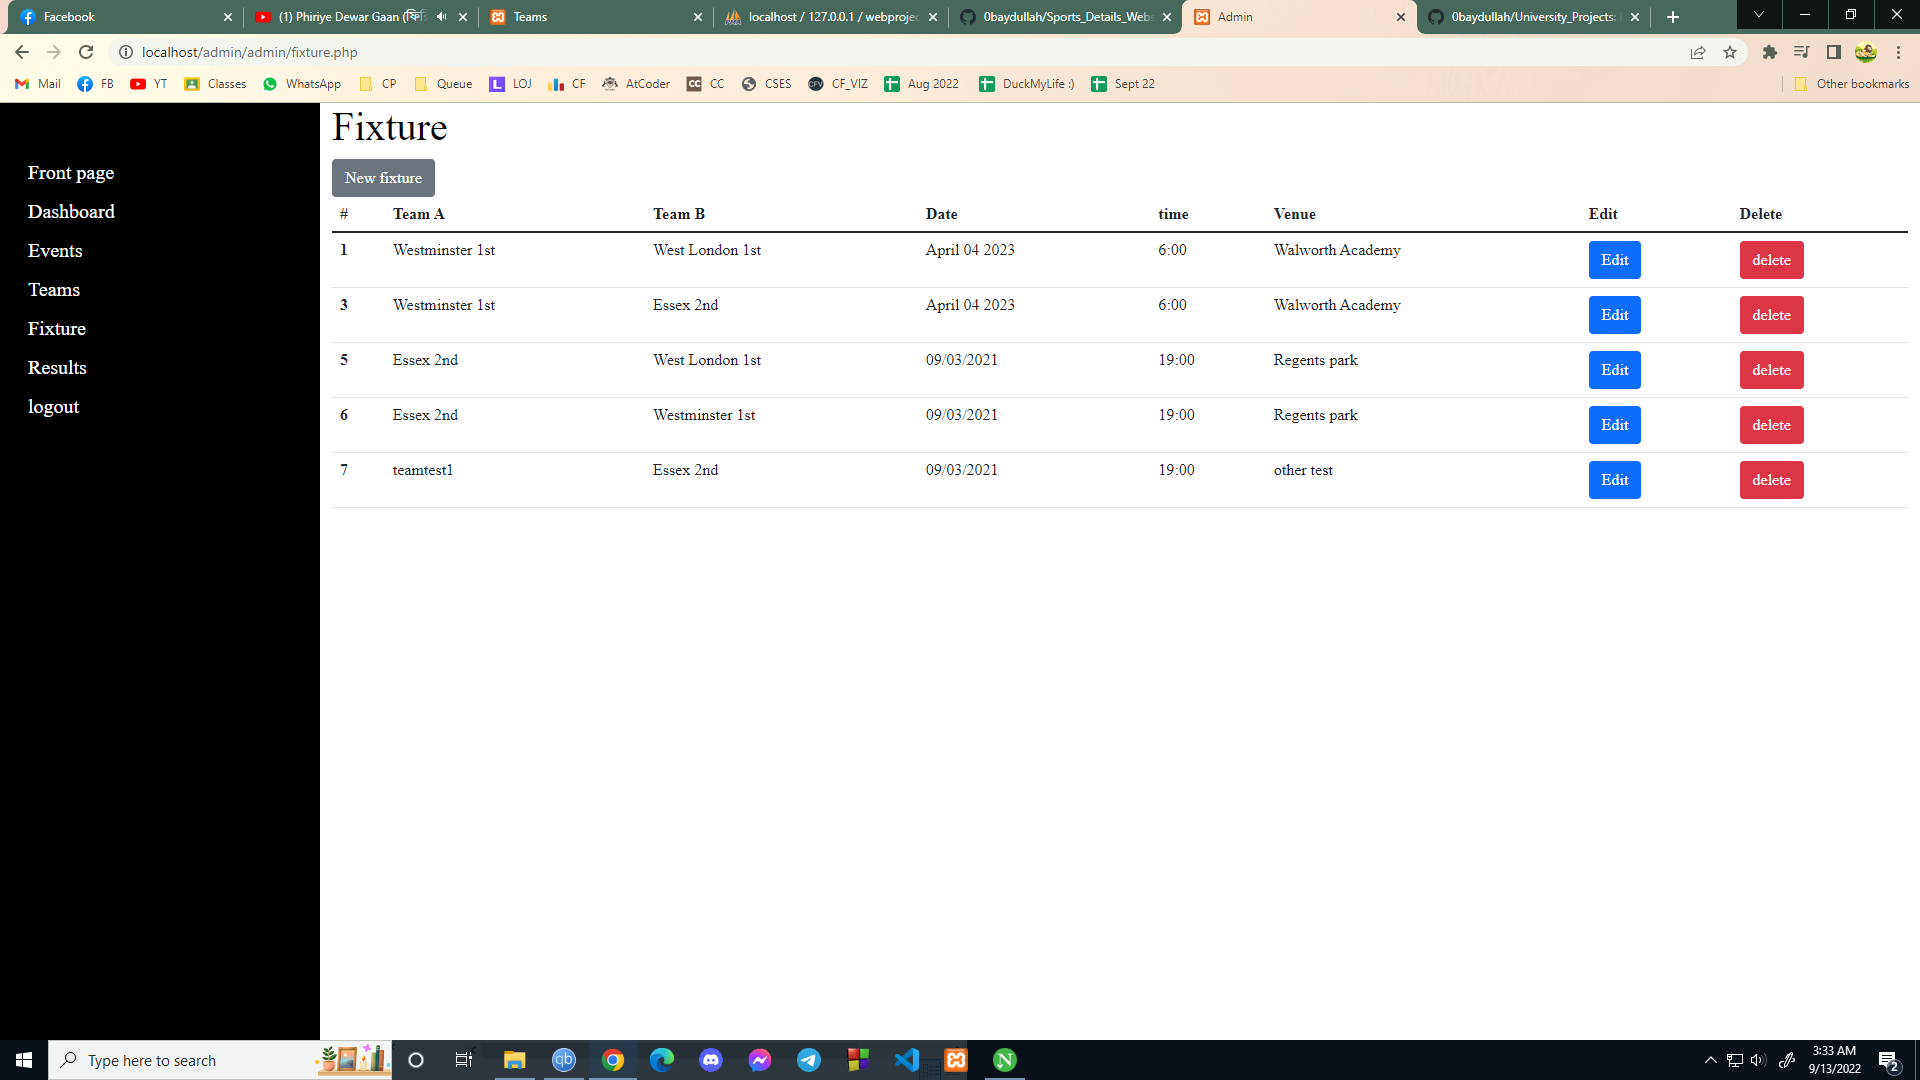 Facebook
(1) Phiriye Dewar Gaan
Teams
localhost / 127.0.0.1 / webprojec
0baydullah/Sports_Details_Webs
Admin
0baydullah/University_Projects:
localhost/admin/admin/fixture.php
Mail FB YT Classes WhatsApp CP Queue LOJ CF AtCoder CC CSES CF_VIZ Aug 2022 DuckMyLife :) Sept 22 Other bookmarks
Front page
Dashboard
Events
Teams
Fixture
Results
logout
Fixture
New fixture
# Team A Team B Date time Venue Edit Delete
1 Westminster 1st West London 1st April 04 2023 6:00 Walworth Academy Edit delete
3 Westminster 1st Essex 2nd April 04 2023 6:00 Walworth Academy Edit delete
5 Essex 2nd West London 1st 09/03/2021 19:00 Regents park Edit delete
6 Essex 2nd Westminster 1st 09/03/2021 19:00 Regents park Edit delete
7 teamtest1 Essex 2nd 09/03/2021 19:00 other test Edit delete
Type here to search
3:33 AM
9/13/2022
2